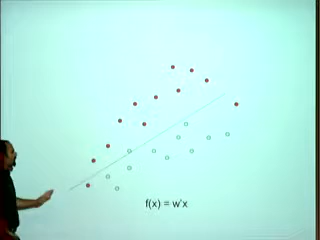 f(x) = w'x